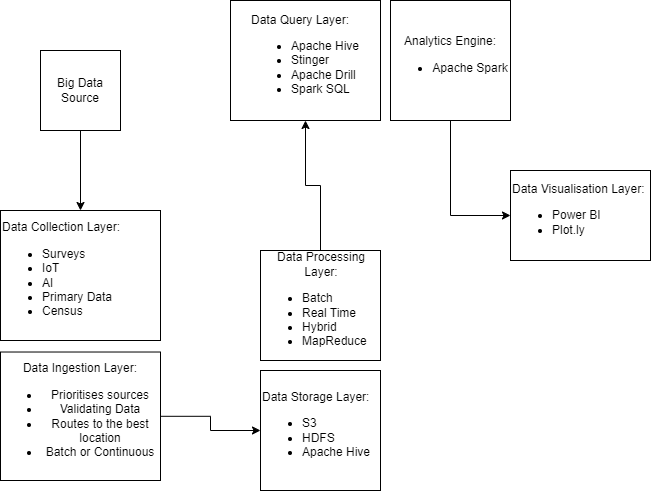 Big Data
Source
Data Collection Layer:
Surveys
IoT
AI
Primary Data
Census
Data Ingestion Layer:
Prioritises sources
Validating Data
Routes to the best
location
Batch or Continuous
Data Query Layer:
Apache Hive
Stinger
Apache Drill
Spark SQL
Data Processing
Layer:
Batch
Real Time
Hybrid
MapReduce
Data Storage Layer:
S3
HDFS
Apache Hive
Analytics Engine:
Apache Spark
Data Visualisation Layer:
Power BI
Plot.ly